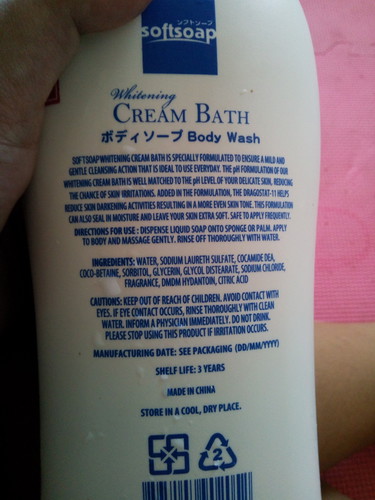 ソフトソープ
softsoap
Whitening
CREAM BATH
ボディソープ Body Wash
SOFTSOAP WHITENING CREAM BATH IS SPECIALLY FORMULATED TO ENSURE A MILD AND
GENTLE CLEANSING ACTION THAT IS IDEAL TO USE EVERYDAY. THE pH FORMULATION OF OUR
WHITENING CREAM BATH IS WELL MATCHED TO THE pH LEVEL OF YOUR DELICATE SKIN, REDUCING
THE CHANCE OF SKIN IRRITATIONS. ADDED IN THE FORMULATION, THE DRAGOSTAT-11 HELPS
REDUCE SKIN DARKENING ACTIVITIES RESULTING IN A MORE EVEN SKIN TONE. THIS FORMULATION
CAN ALSO SEAL IN MOISTURE AND LEAVE YOUR SKIN EXTRA SOFT. SAFE TO APPLY FREQUENTLY.
DIRECTIONS FOR USE: DISPENSE LIQUID SOAP ONTO SPONGE OR PALM. APPLY
TO BODY AND MASSAGE GENTLY. RINSE OFF THOROUGHLY WITH WATER.
INGREDIENTS: WATER, SODIUM LAURETH SULFATE, COCAMIDE DEA,
COCO-BETAINE, SORBITOL, GLYCERIN, GLYCOL DISTEARATE, SODIUM CHLORIDE,
FRAGRANCE, DMDM HYDANTOIN, CITRIC ACID
CAUTIONS: KEEP OUT OF REACH OF CHILDREN. AVOID CONTACT WITH
EYES. IF EYE CONTACT OCCURS, RINSE THOROUGHLY WITH CLEAN
WATER. INFORM A PHYSICIAN IMMEDIATELY. DO NOT DRINK.
PLEASE STOP USING THIS PRODUCT IF IRRITATION OCCURS.
MANUFACTURING DATE: SEE PACKAGING (DD/MM/YYYY)
SHELF LIFE: 3 YEARS
MADE IN CHINA
STORE IN A COOL, DRY PLACE.
2